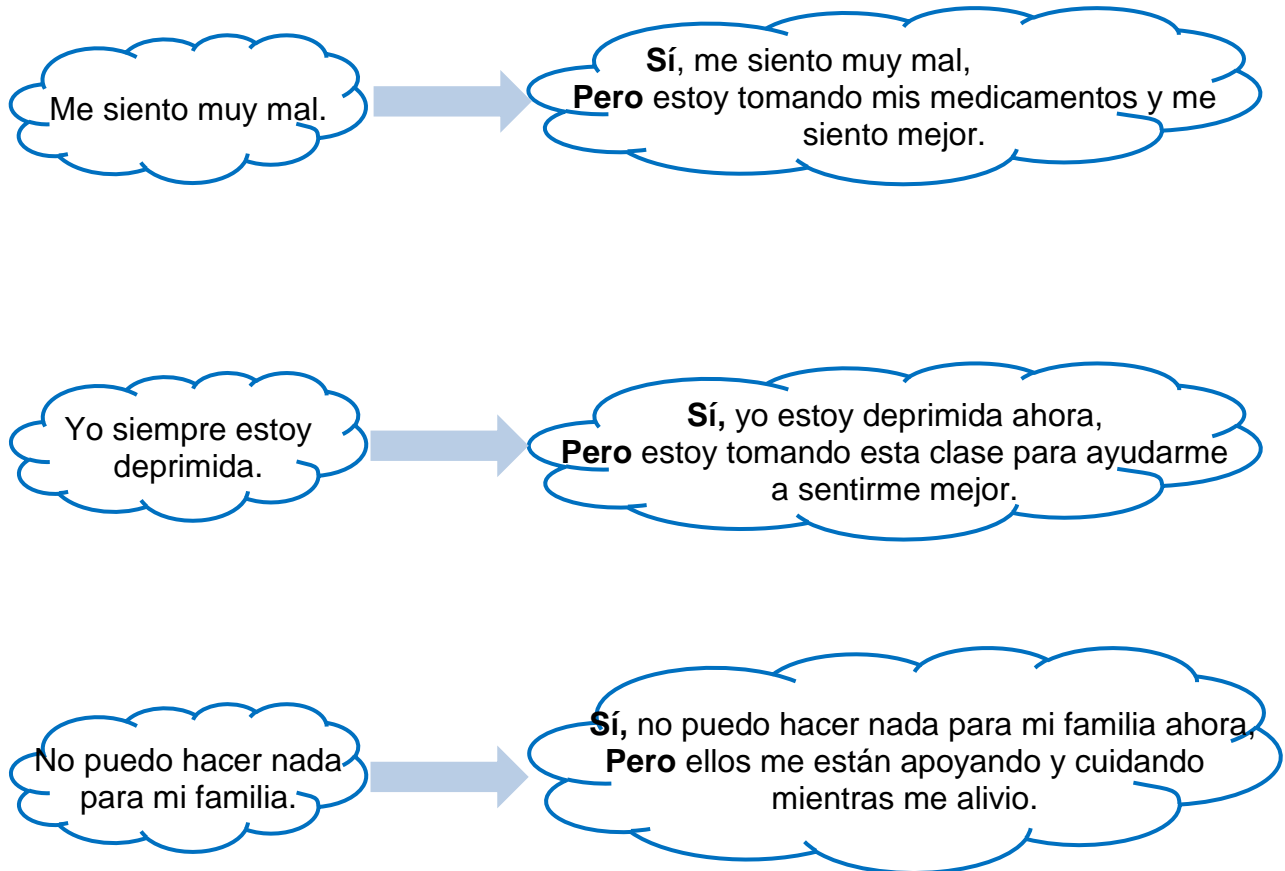 Me siento muy mal.
Sí, me siento muy mal,
Pero estoy tomando mis medicamentos y me
siento mejor.
Yo siempre estoy
deprimida.
Sí, yo estoy deprimida ahora,
Pero estoy tomando esta clase para ayudarme
a sentirme mejor.
No puedo hacer nada
para mi familia.
Sí, no puedo hacer nada para mi familia ahora,
Pero ellos me están apoyando y cuidando
mientras me alivio.